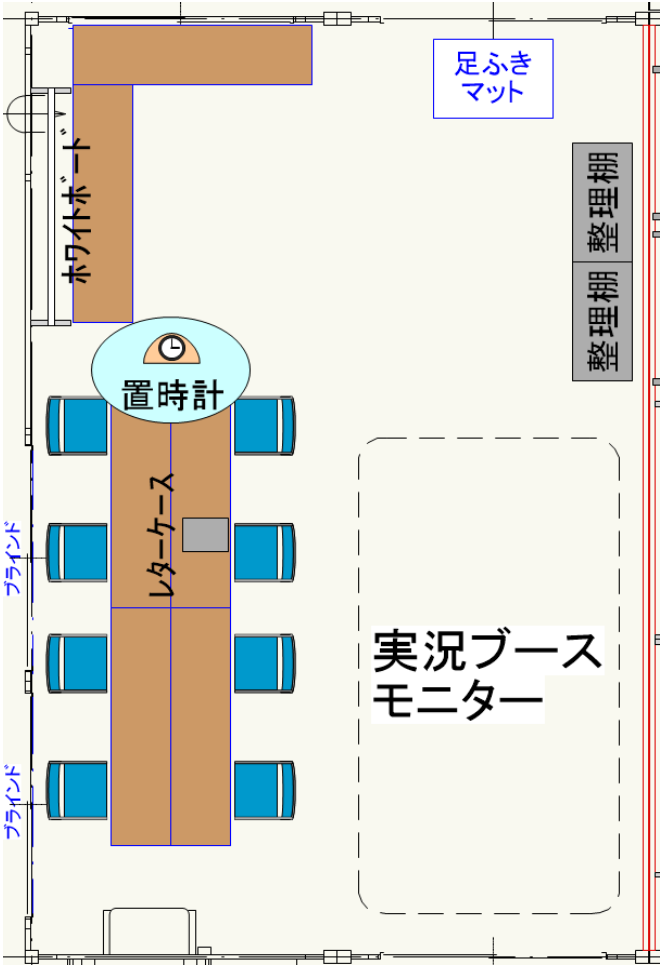 足ふき
マット
ホワイトボード
整理棚
整理棚
置時計
レターケース
ブラインド
実況ブース
モニター
ブラインド